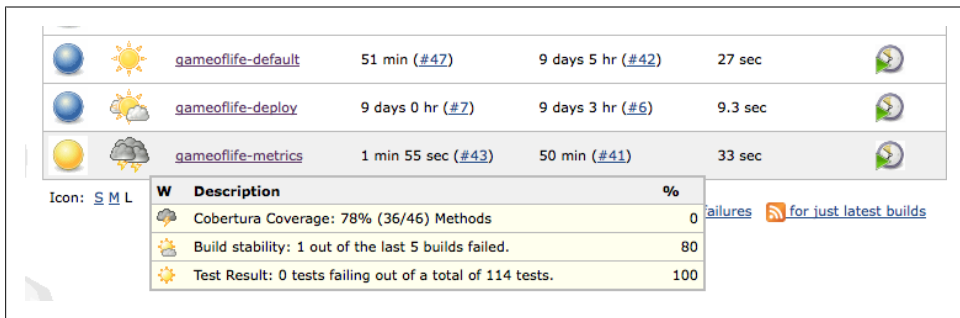 gameoflife-default 51 min (#47) 9 days 5 hr (#42) 27 sec
gameoflife-deploy 9 days 0 hr (#7) 9 days 3 hr (#6) 9.3 sec
gameoflife-metrics 1 min 55 sec (#43) 50 min (#41) 33 sec
Icon: S M L
W Description %
Cobertura Coverage: 78% (36/46) Methods 0
Build stability: 1 out of the last 5 builds failed. 80
Test Result: 0 tests failing out of a total of 114 tests. 100
failures for just latest builds